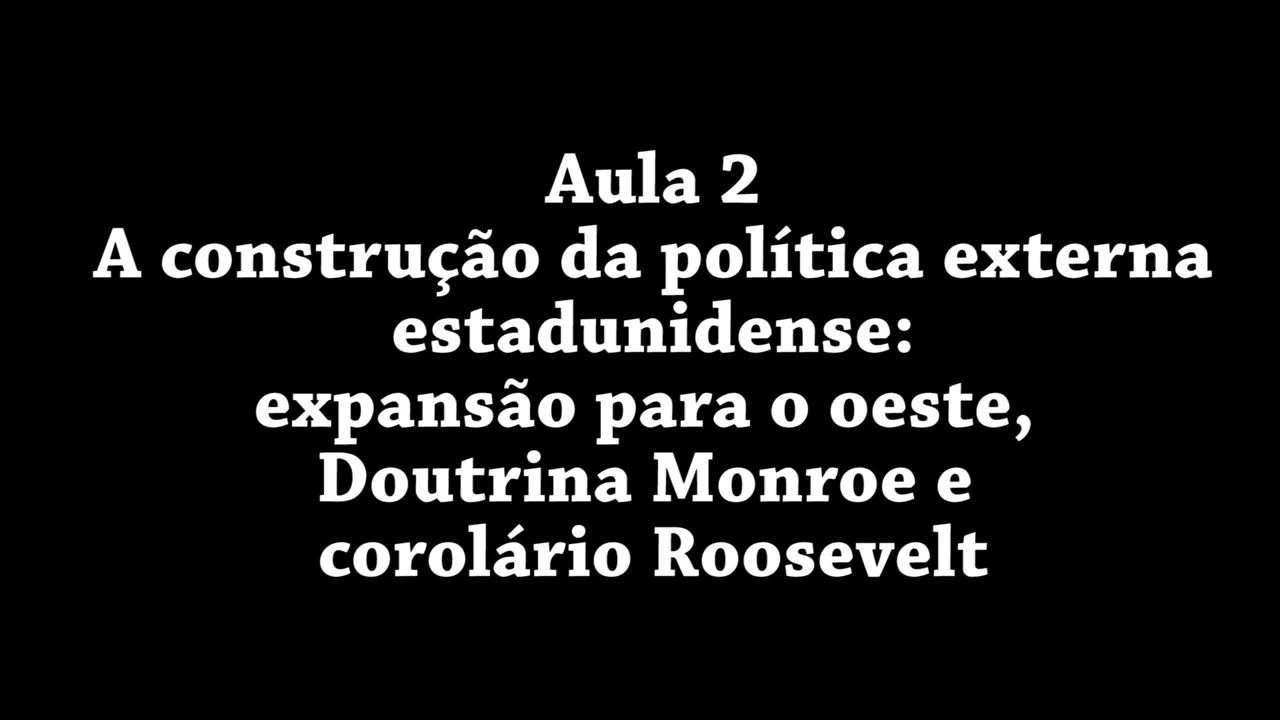 Aula 2
A construção da política externa
estadunidense:
expansão para o oeste,
Doutrina Monroe e
corolário Roosevelt